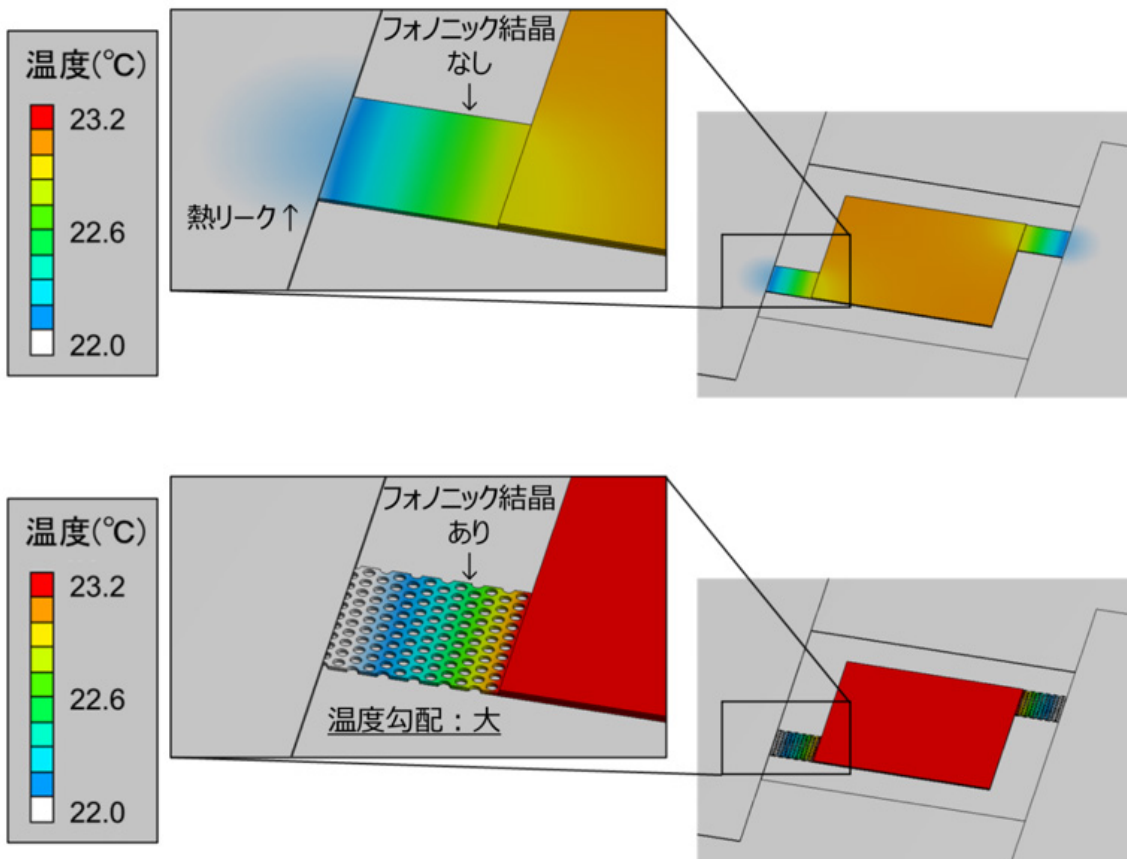 温度(℃)
23.2
22.6
22.0
フォノニック結晶
なし
↓
熱リーク↑
温度(℃)
23.2
22.6
22.0
フォノニック結晶
あり
↓
温度勾配：大